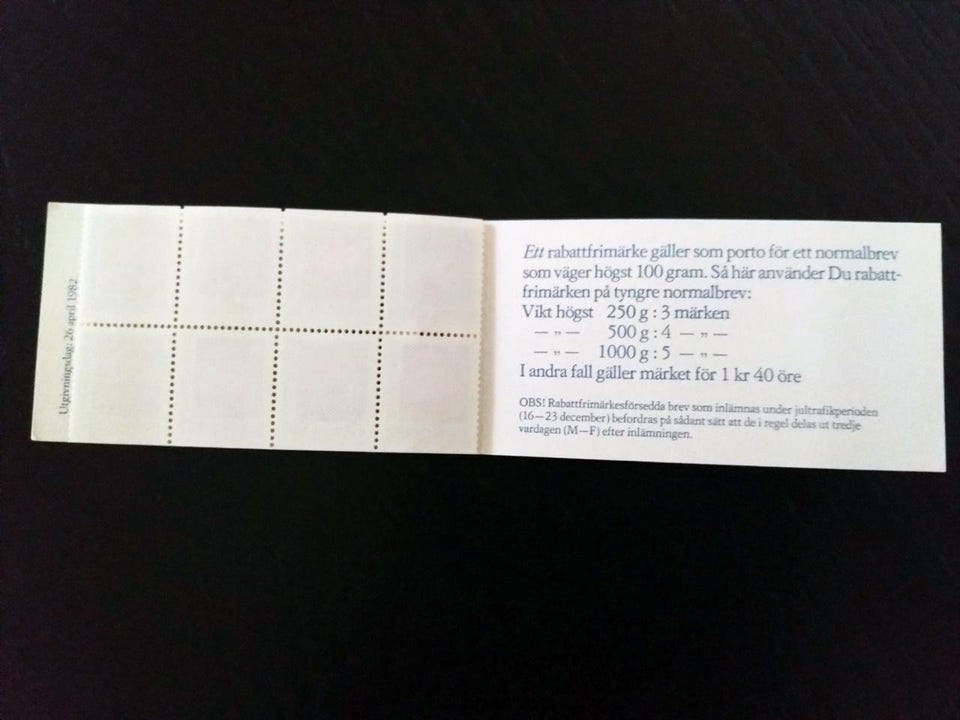 Utgivningsdag: 26 april 1982
Ett rabattfrimärke gäller som porto för ett normalbrev
som väger högst 100 gram. Så här använder Du rabatt-
frimärken på tyngre normalbrev:
Vikt högst 250 g : 3 märken
— „ — 500 g : 4 — „ —
— „ — 1000 g : 5 — „ —
I andra fall gäller märket för 1 kr 40 öre
OBS! Rabattfrimärkesförsedda brev som inlämnas under jultrafikperioden
(16—23 december) befordras på sådant sätt att de i regel delas ut tredje
vardagen (M—F) efter inlämningen.